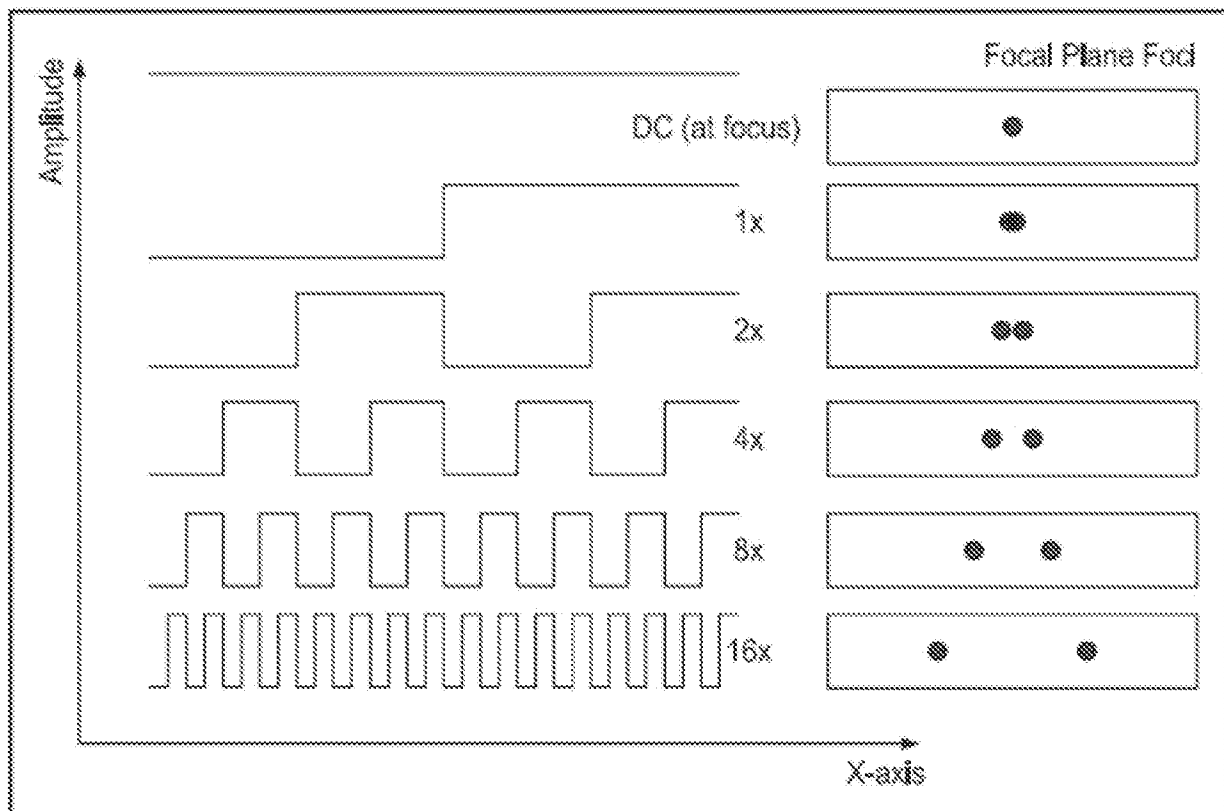 Focal Plane Foci
Amplitude
DC (at focus)
1x
2x
4x
8x
16x
X-axis